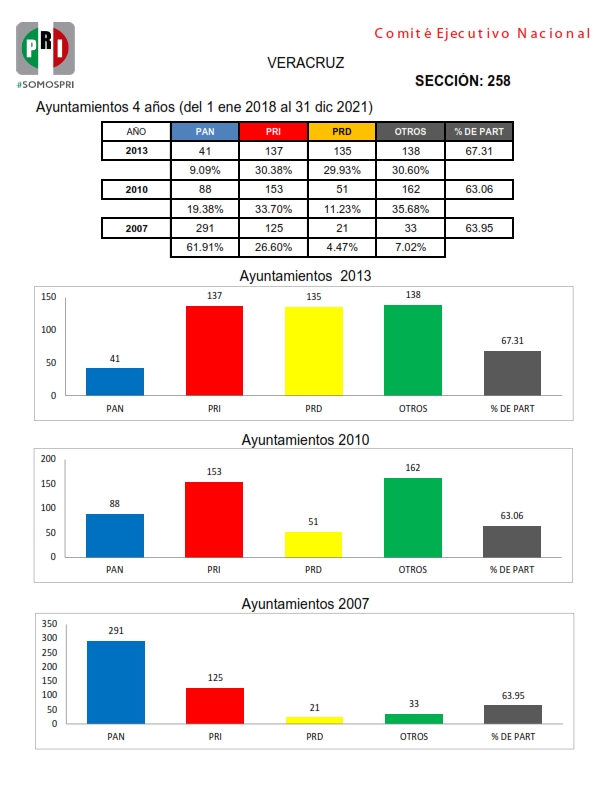 Comité Ejecutivo Nacional
PRI
#SOMOSPRI
VERACRUZ
SECCIÓN: 258
Ayuntamientos 4 años (del 1 ene 2018 al 31 dic 2021)
AÑO PAN PRI PRD OTROS % DE PART
2013 41 137 135 138 67.31
9.09% 30.38% 29.93% 30.60%
2010 88 153 51 162 63.06
19.38% 33.70% 11.23% 35.68%
2007 291 125 21 33 63.95
61.91% 26.60% 4.47% 7.02%
Ayuntamientos 2013
150
100
50
0
41 137 135 138 67.31
PAN PRI PRD OTROS % DE PART
Ayuntamientos 2010
200
150
100
50
0
88 153 51 162 63.06
PAN PRI PRD OTROS % DE PART
Ayuntamientos 2007
350
300
250
200
150
100
50
0
291 125 21 33 63.95
PAN PRI PRD OTROS % DE PART